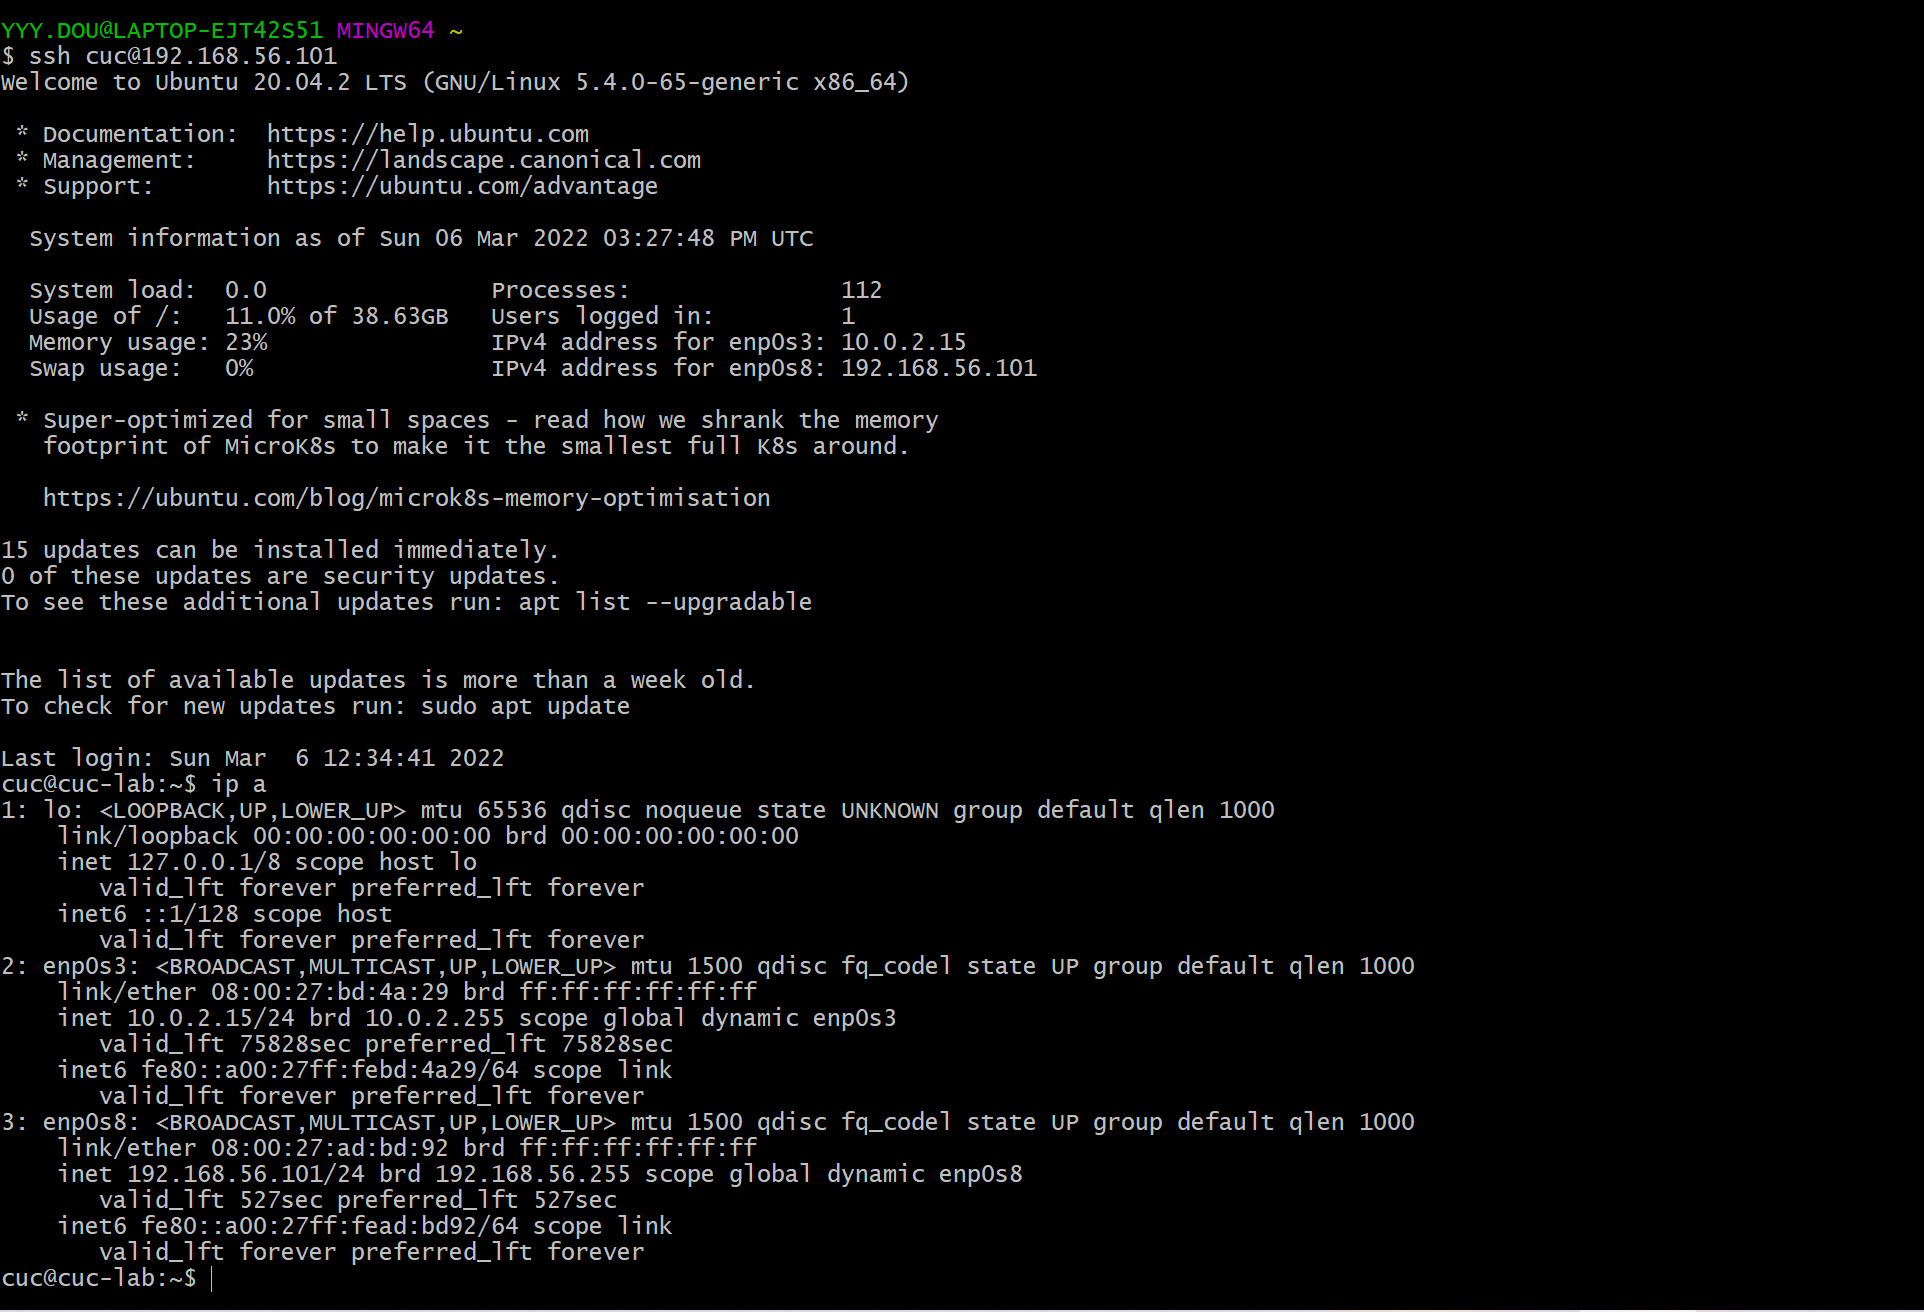 YYY.DOU@LAPTOP-EJT42S51 MINGW64 ~
$ ssh cuc@192.168.56.101
Welcome to Ubuntu 20.04.2 LTS (GNU/Linux 5.4.0-65-generic x86_64)
* Documentation:  https://help.ubuntu.com
* Management:     https://landscape.canonical.com
* Support:        https://ubuntu.com/advantage
System information as of Sun 06 Mar 2022 03:27:48 PM UTC
System load:  0.0                Processes:               112
Usage of /:   11.0% of 38.63GB   Users logged in:         1
Memory usage: 23%                IPv4 address for enp0s3: 10.0.2.15
Swap usage:   0%                 IPv4 address for enp0s8: 192.168.56.101
* Super-optimized for small spaces - read how we shrank the memory
footprint of MicroK8s to make it the smallest full K8s around.
https://ubuntu.com/blog/microk8s-memory-optimisation
15 updates can be installed immediately.
0 of these updates are security updates.
To see these additional updates run: apt list --upgradable
The list of available updates is more than a week old.
To check for new updates run: sudo apt update
Last login: Sun Mar  6 12:34:41 2022
cuc@cuc-lab:~$ ip a
1: lo: <LOOPBACK,UP,LOWER_UP> mtu 65536 qdisc noqueue state UNKNOWN group default qlen 1000
link/loopback 00:00:00:00:00:00 brd 00:00:00:00:00:00
inet 127.0.0.1/8 scope host lo
valid_lft forever preferred_lft forever
inet6 ::1/128 scope host
valid_lft forever preferred_lft forever
2: enp0s3: <BROADCAST,MULTICAST,UP,LOWER_UP> mtu 1500 qdisc fq_codel state UP group default qlen 1000
link/ether 08:00:27:bd:4a:29 brd ff:ff:ff:ff:ff:ff
inet 10.0.2.15/24 brd 10.0.2.255 scope global dynamic enp0s3
valid_lft 75828sec preferred_lft 75828sec
inet6 fe80::a00:27ff:febd:4a29/64 scope link
valid_lft forever preferred_lft forever
3: enp0s8: <BROADCAST,MULTICAST,UP,LOWER_UP> mtu 1500 qdisc fq_codel state UP group default qlen 1000
link/ether 08:00:27:ad:bd:92 brd ff:ff:ff:ff:ff:ff
inet 192.168.56.101/24 brd 192.168.56.255 scope global dynamic enp0s8
valid_lft 527sec preferred_lft 527sec
inet6 fe80::a00:27ff:fead:bd92/64 scope link
valid_lft forever preferred_lft forever
cuc@cuc-lab:~$